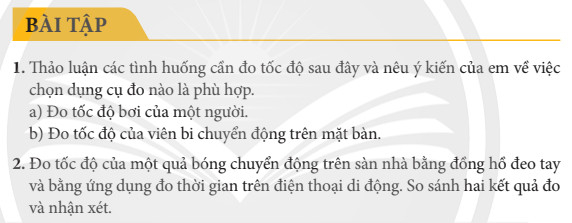 BÀI TẬP
1. Thảo luận các tình huống cần đo tốc độ sau đây và nêu ý kiến của em về việc
chọn dụng cụ đo nào là phù hợp.
a) Đo tốc độ bơi của một người.
b) Đo tốc độ của viên bi chuyển động trên mặt bàn.
2. Đo tốc độ của một quả bóng chuyển động trên sàn nhà bằng đồng hồ đeo tay
và bằng ứng dụng đo thời gian trên điện thoại di động. So sánh hai kết quả đo
và nhận xét.